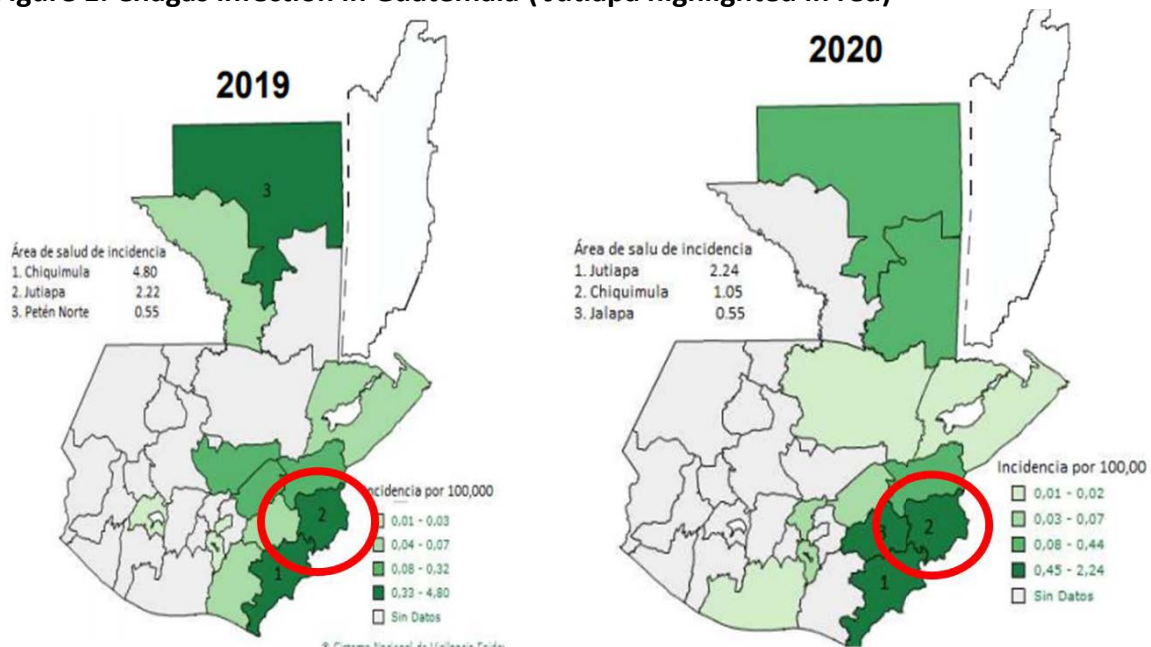 2019
3
Área de salud de incidencia
1. Chiquimula 4.80
2. Jutiapa 2.22
3. Petén Norte 0.55
2
1
Incidencia por 100,000
0,01 - 0,03
0,04 - 0,07
0,08 - 0,32
0,33 - 4,80
Sin Datos
2020
Área de salu de incidencia
1. Jutiapa 2.24
2. Chiquimula 1.05
3. Jalapa 0.55
3
2
1
Incidencia por 100,00
0,01 - 0,02
0,03 - 0,07
0,08 - 0,44
0,45 - 2,24
Sin Datos